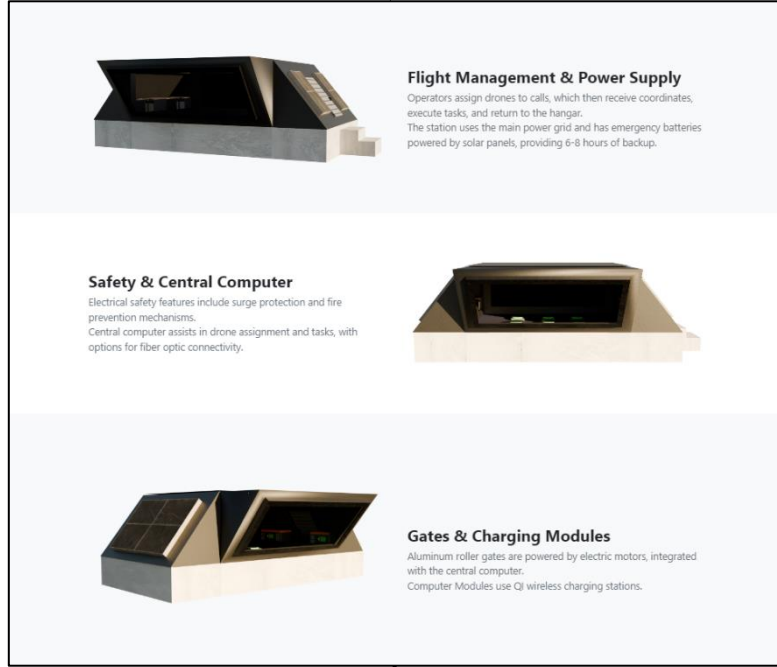 Flight Management & Power Supply
Operators assign drones to calls, which then receive coordinates,
execute tasks, and return to the hangar.
The station uses the main power grid and has emergency batteries
powered by solar panels, providing 6-8 hours of backup.
Safety & Central Computer
Electrical safety features include surge protection and fire
prevention mechanisms.
Central computer assists in drone assignment and tasks, with
options for fiber optic connectivity.
Gates & Charging Modules
Aluminum roller gates are powered by electric motors, integrated
with the central computer.
Computer Modules use QI wireless charging stations.